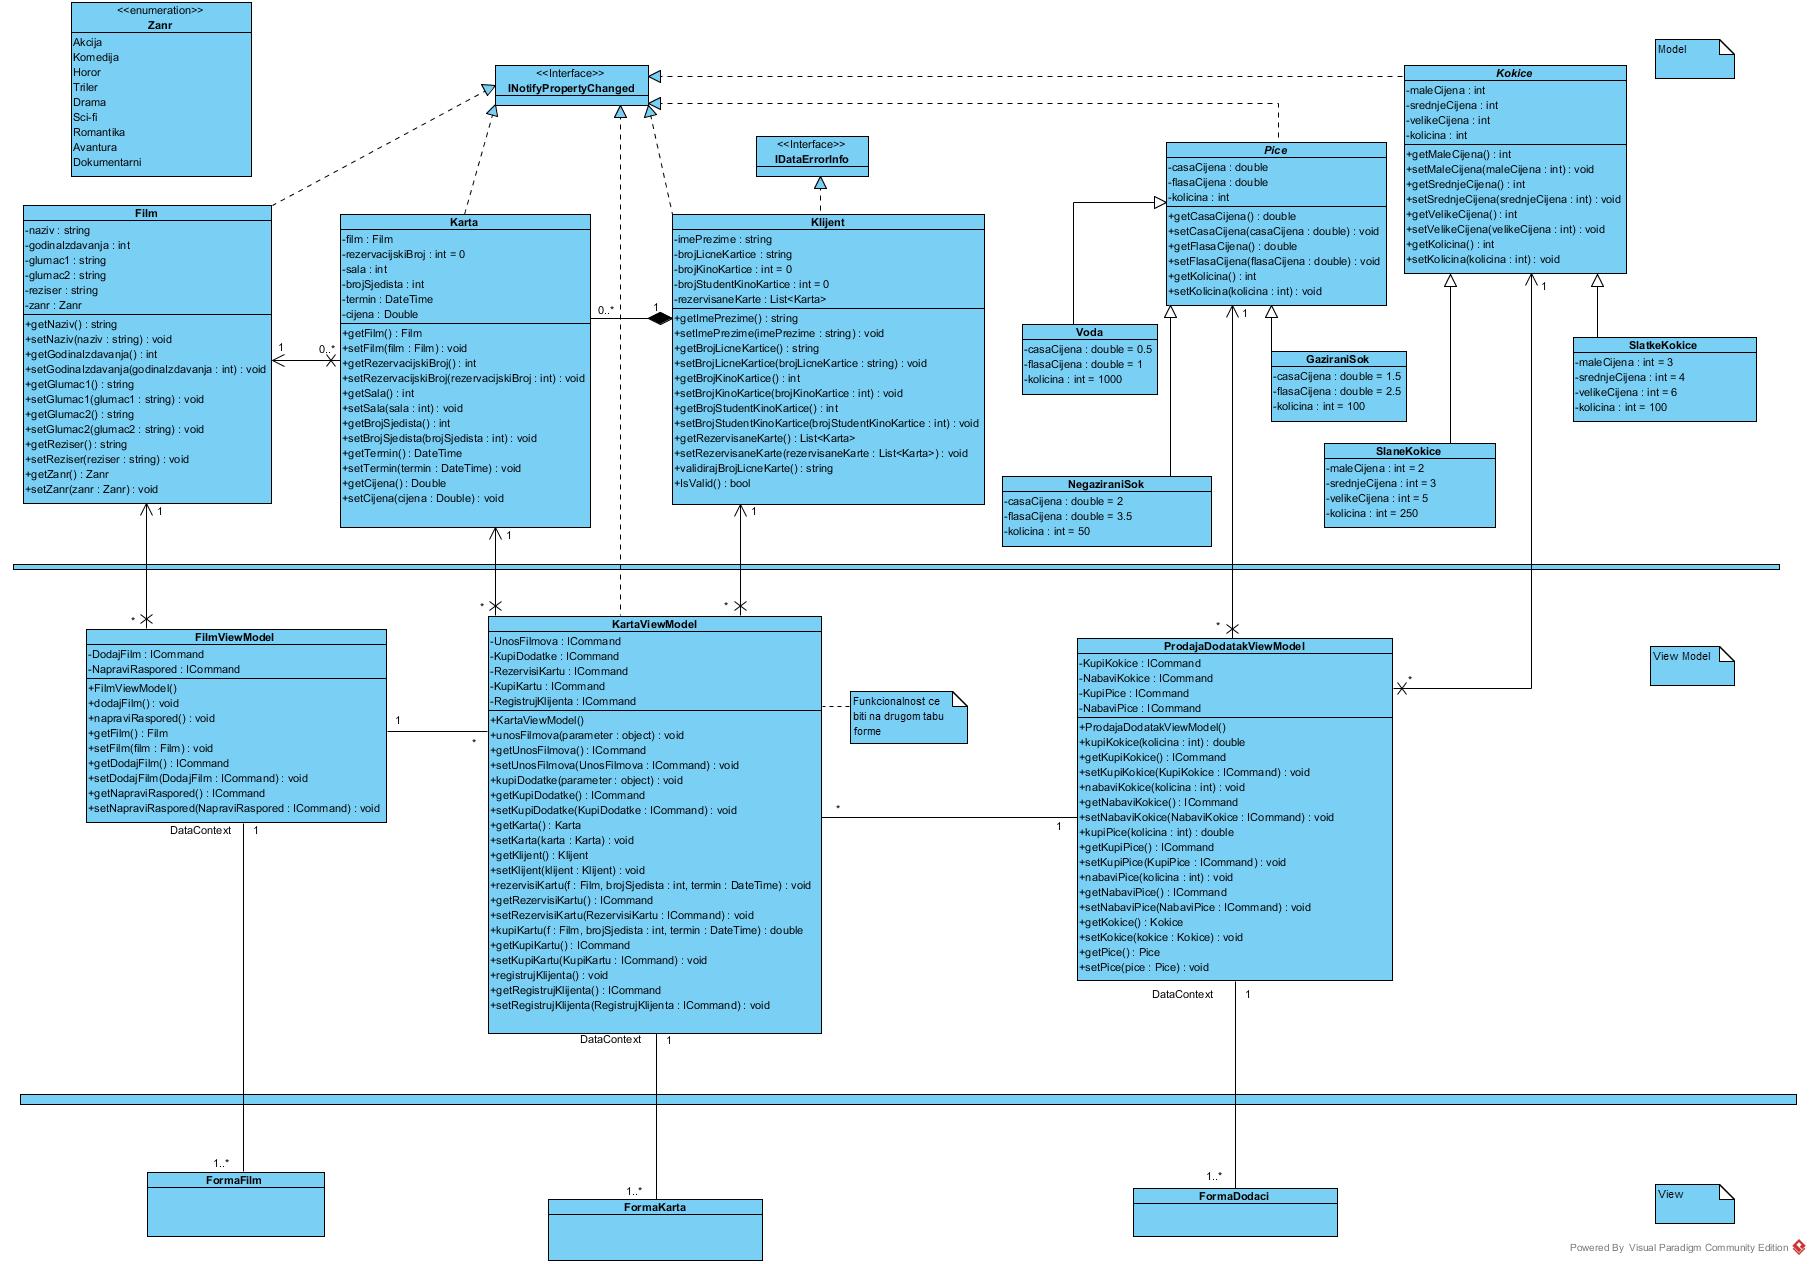 <<enumeration>>
Zanr
Akcija
Komedija
Horor
Triler
Drama
Sci-fi
Romantika
Avantura
Dokumentarni
<<Interface>>
INotifyPropertyChanged
<<Interface>>
IDataErrorInfo
Model
Kokice
-maleCijena : int
-srednjeCijena : int
-velikeCijena : int
-kolicina : int
+getMaleCijena() : int
+setMaleCijena(maleCijena : int) : void
+getSrednjeCijena() : int
+setSrednjeCijena(srednjeCijena : int) : void
+getVelikeCijena() : int
+setVelikeCijena(velikeCijena : int) : void
+getKolicina() : int
+setKolicina(kolicina : int) : void
Pice
-casaCijena : double
-flasaCijena : double
-kolicina : int
+getCasaCijena() : double
+setCasaCijena(casaCijena : double) : void
+getFlasaCijena() : double
+setFlasaCijena(flasaCijena : double) : void
+getKolicina() : int
+setKolicina(kolicina : int) : void
Film
-naziv : string
-godinaIzdavanja : int
-glumac1 : string
-glumac2 : string
-reziser : string
-zanr : Zanr
+getNaziv() : string
+setNaziv(naziv : string) : void
+getGodinaIzdavanja() : int
+setGodinaIzdavanja(godinaIzdavanja : int) : void
+getGlumac1() : string
+setGlumac1(glumac1 : string) : void
+getGlumac2() : string
+setGlumac2(glumac2 : string) : void
+getReziser() : string
+setReziser(reziser : string) : void
+getZanr() : Zanr
+setZanr(zanr : Zanr) : void
1
0..*
Karta
-film : Film
-rezervacijskiBroj : int = 0
-sala : int
-brojSjedista : int
-termin : DateTime
-cijena : Double
+getFilm() : Film
+setFilm(film : Film) : void
+getRezervacijskiBroj() : int
+setRezervacijskiBroj(rezervacijskiBroj : int) : void
+getSala() : int
+setSala(sala : int) : void
+getBrojSjedista() : int
+setBrojSjedista(brojSjedista : int) : void
+getTermin() : DateTime
+setTermin(termin : DateTime) : void
+getCijena() : Double
+setCijena(cijena : Double) : void
0..*
1
Klijent
-imePrezime : string
-brojLicneKartice : string
-brojKinoKartice : int = 0
-brojStudentKinoKartice : int = 0
-rezervisaneKarte : List<Karta>
+getImePrezime() : string
+setImePrezime(imePrezime : string) : void
+getBrojLicneKartice() : string
+setBrojLicneKartice(brojLicneKartice : string) : void
+getBrojKinoKartice() : int
+setBrojKinoKartice(brojKinoKartice : int) : void
+getBrojStudentKinoKartice() : int
+setBrojStudentKinoKartice(brojStudentKinoKartice : int) : void
+getRezervisaneKarte() : List<Karta>
+setRezervisaneKarte(rezervisaneKarte : List<Karta>) : void
+validirajBrojLicneKarte() : string
+IsValid() : bool
Voda
-casaCijena : double = 0.5
-flasaCijena : double = 1
-kolicina : int = 1000
1
GaziraniSok
-casaCijena : double = 1.5
-flasaCijena : double = 2.5
-kolicina : int = 100
1
SlatkeKokice
-maleCijena : int = 3
-srednjeCijena : int = 4
-velikeCijena : int = 6
-kolicina : int = 100
SlaneKokice
-maleCijena : int = 2
-srednjeCijena : int = 3
-velikeCijena : int = 5
-kolicina : int = 250
NegaziraniSok
-casaCijena : double = 2
-flasaCijena : double = 3.5
-kolicina : int = 50
1
1
1
*
*
*
*
*
FilmViewModel
-DodajFilm : ICommand
-NapraviRaspored : ICommand
+FilmViewModel()
+dodajFilm() : void
+napraviRaspored() : void
+getFilm() : Film
+setFilm(film : Film) : void
+getDodajFilm() : ICommand
+setDodajFilm(DodajFilm : ICommand) : void
+getNapraviRaspored() : ICommand
+setNapraviRaspored(NapraviRaspored : ICommand) : void
1
*
KartaViewModel
-UnosFilmova : ICommand
-KupiDodatke : ICommand
-RezervisiKartu : ICommand
-KupiKartu : ICommand
-RegistrujKlijenta : ICommand
+KartaViewModel()
+unosFilmova(parameter : object) : void
+getUnosFilmova() : ICommand
+setUnosFilmova(UnosFilmova : ICommand) : void
+kupiDodatke(parameter : object) : void
+getKupiDodatke() : ICommand
+setKupiDodatke(KupiDodatke : ICommand) : void
+getKarta() : Karta
+setKarta(karta : Karta) : void
+getKlijent() : Klijent
+setKlijent(klijent : Klijent) : void
+rezervisiKartu(f : Film, brojSjedista : int, termin : DateTime) : void
+getRezervisiKartu() : ICommand
+setRezervisiKartu(RezervisiKartu : ICommand) : void
+kupiKartu(f : Film, brojSjedista : int, termin : DateTime) : double
+getKupiKartu() : ICommand
+setKupiKartu(KupiKartu : ICommand) : void
+registrujKlijenta() : void
+getRegistrujKlijenta() : ICommand
+setRegistrujKlijenta(RegistrujKlijenta : ICommand) : void
Funkcionalnost ce
biti na drugom tabu
forme
*
1
ProdajaDodatakViewModel
-KupiKokice : ICommand
-NabaviKokice : ICommand
-KupiPice : ICommand
-NabaviPice : ICommand
+ProdajaDodatakViewModel()
+kupiKokice(kolicina : int) : double
+getKupiKokice() : ICommand
+setKupiKokice(KupiKokice : ICommand) : void
+nabaviKokice(kolicina : int) : void
+getNabaviKokice() : ICommand
+setNabaviKokice(NabaviKokice : ICommand) : void
+kupiPice(kolicina : int) : double
+getKupiPice() : ICommand
+setKupiPice(KupiPice : ICommand) : void
+nabaviPice(kolicina : int) : void
+getNabaviPice() : ICommand
+setNabaviPice(NabaviPice : ICommand) : void
+getKokice() : Kokice
+setKokice(kokice : Kokice) : void
+getPice() : Pice
+setPice(pice : Pice) : void
View Model
DataContext 1
DataContext 1
DataContext 1
1..*
FormaFilm
1..*
FormaKarta
1..*
FormaDodaci
View
Powered By Visual Paradigm Community Edition